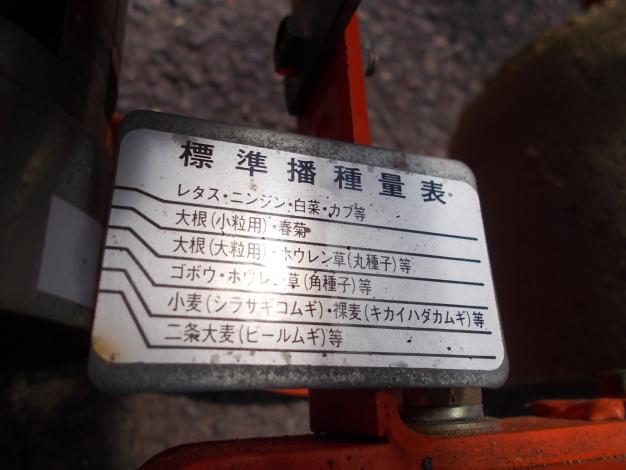 標準播種量表
レタス・ニンジン・白菜・カブ等
大根(小粒用)・春菊
大根(大粒用)・ホウレン草(丸種子)等
ゴボウ・ホウレン草(角種子)等
小麦(シラサギコムギ)・裸麦(キカイハダカムギ)等
二条大麦(ビールムギ)等